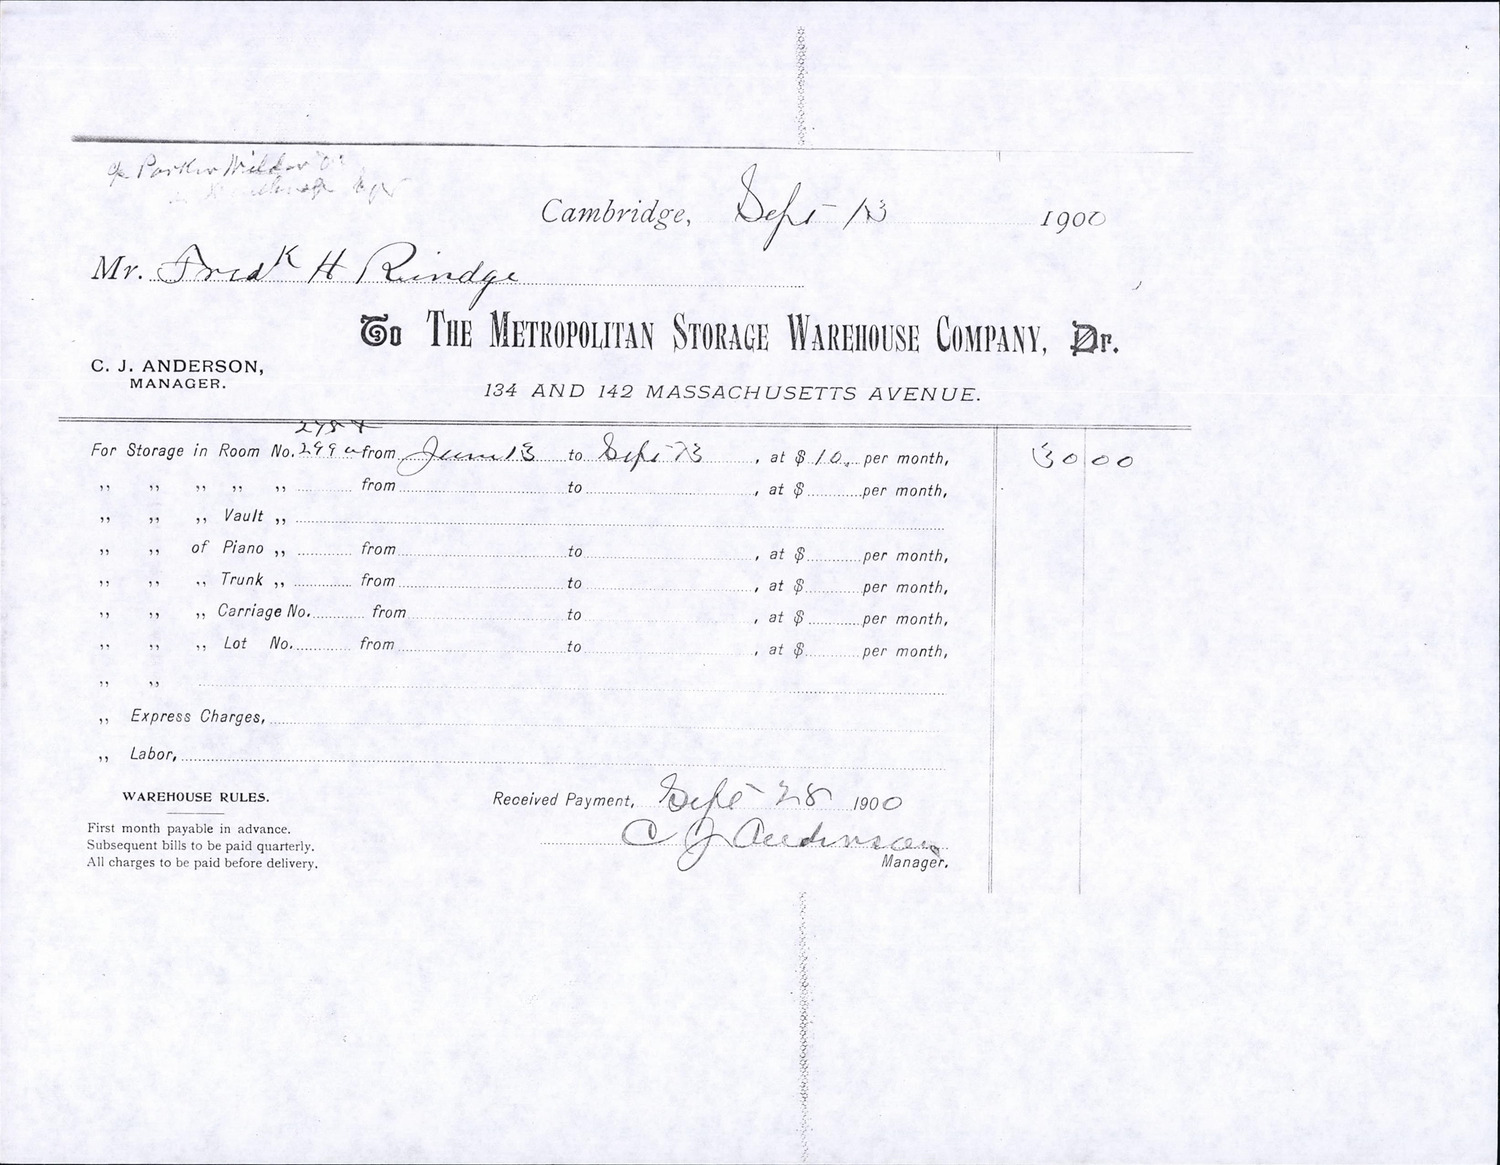 c/o Parker Wilder Co
Cambridge, Sept 13 1900
Mr. Fredk H Rindge
To THE METROPOLITAN STORAGE WAREHOUSE COMPANY, Dr.
C. J. ANDERSON,
MANAGER.
134 AND 142 MASSACHUSETTS AVENUE.
For Storage in Room No. 299 from June 13 to Sept 13, at $10. per month, 30 00
„ „ „ „ „ from to , at $ per month,
„ „ „ Vault „
„ „ of Piano „ from to , at $ per month,
„ „ „ Trunk „ from to , at $ per month,
„ „ „ Carriage No. from to , at $ per month,
„ „ „ Lot No. from to , at $ per month,
„ „
„ Express Charges,
„ Labor,
WAREHOUSE RULES.
Received Payment, Sept 28 1900
First month payable in advance.
Subsequent bills to be paid quarterly.
All charges to be paid before delivery.
C J Anderson
Manager.